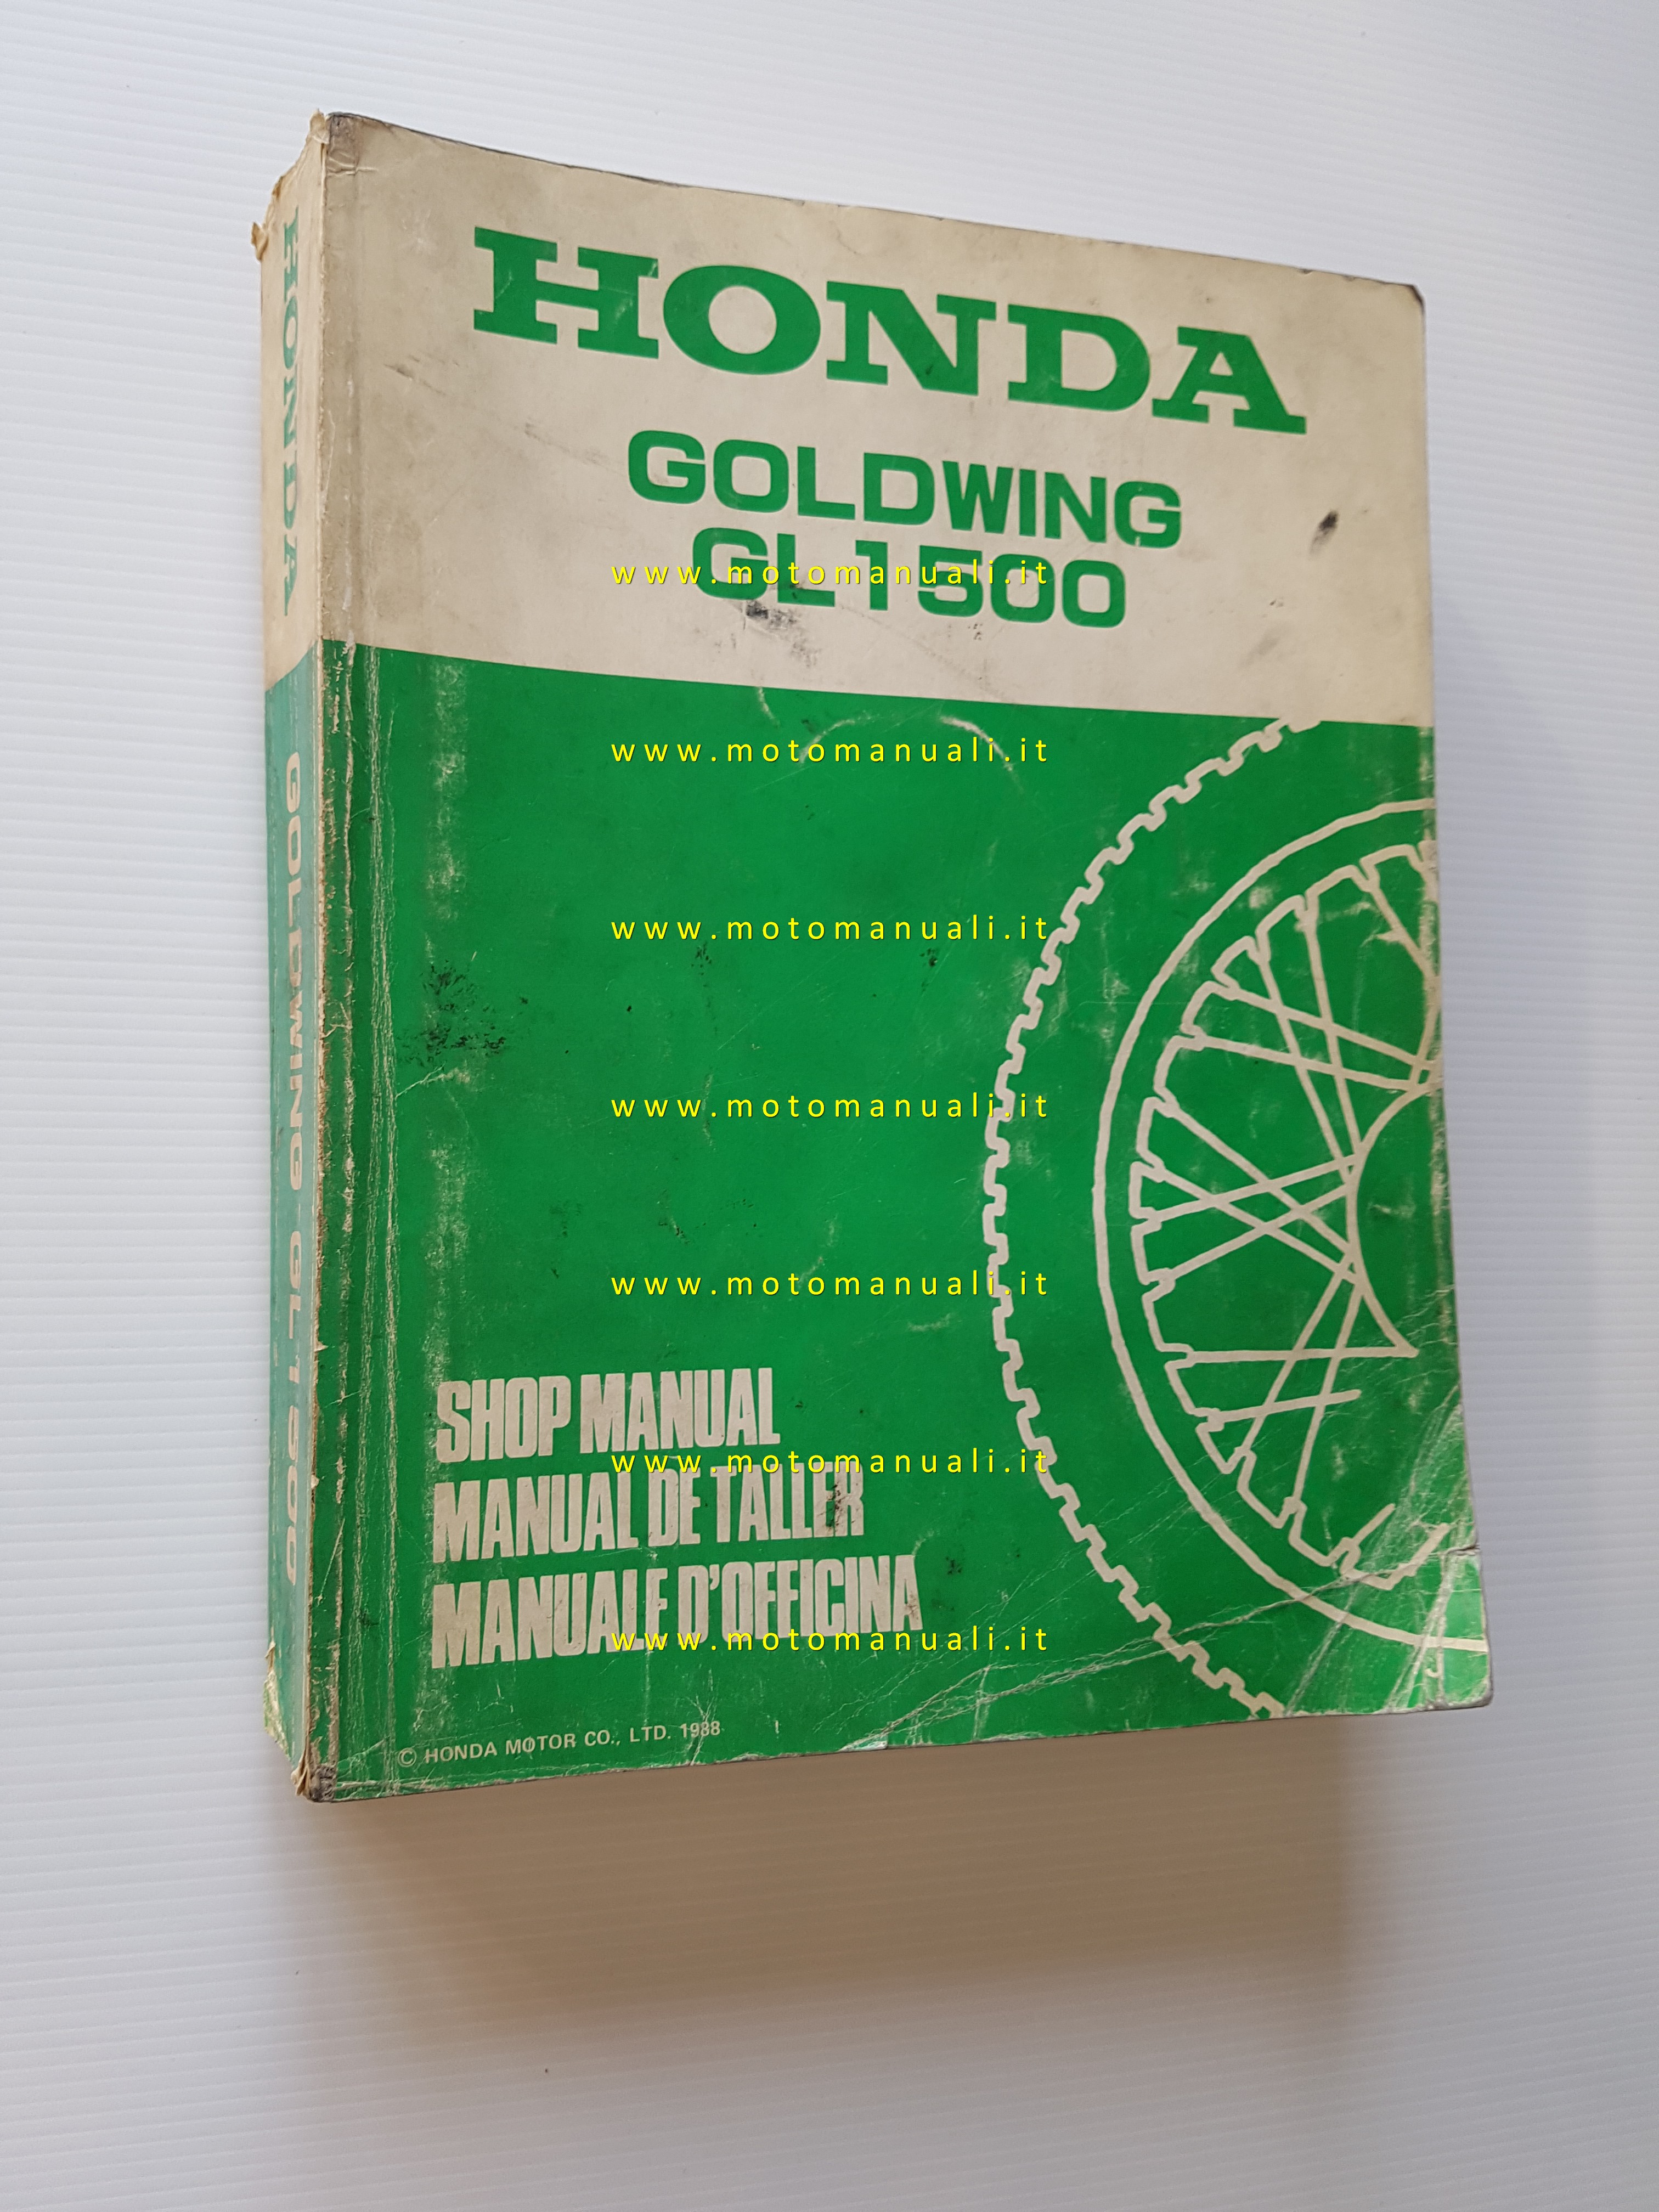 HONDA
GOLDWING
GL1500
www.motomanuali.it
www.motomanuali.it
www.motomanuali.it
www.motomanuali.it
www.motomanuali.it
SHOP MANUAL
www.motomanuali.it
MANUAL DE TALLER
MANUALE D'OFFICINA
www.motomanuali.it
© HONDA MOTOR CO., LTD. 1988
HONDA GOLDWING GL1500